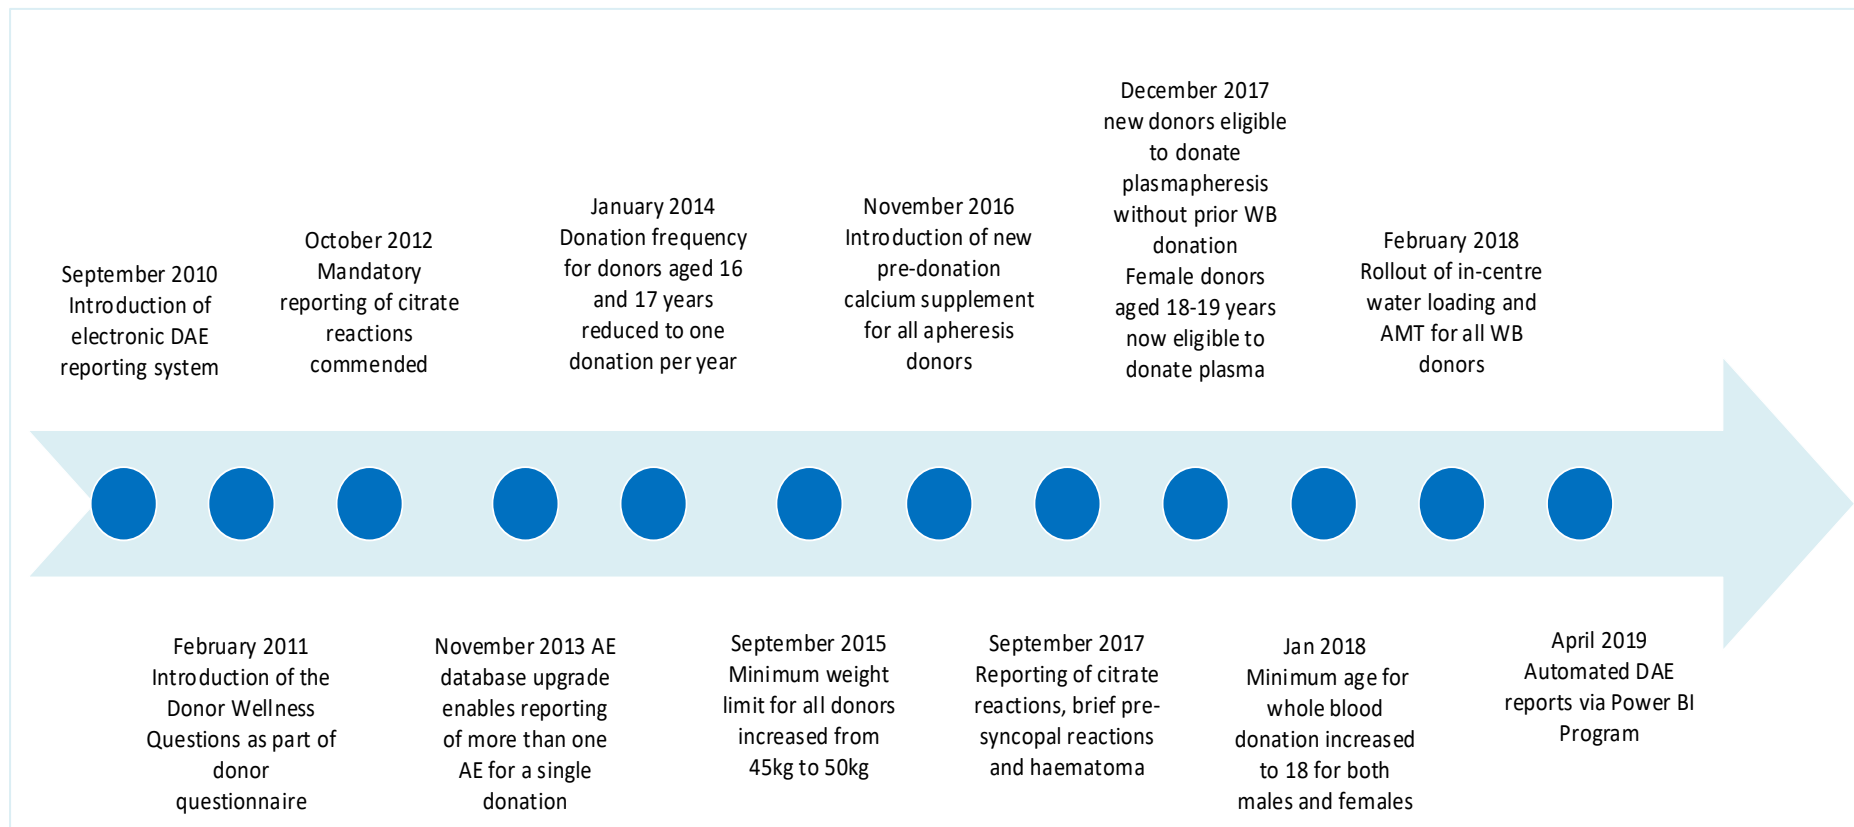 September 2010
Introduction of
electronic DAE
reporting system
October 2012
Mandatory
reporting of citrate
reactions
commended
January 2014
Donation frequency
for donors aged 16
and 17 years
reduced to one
donation per year
November 2016
Introduction of new
pre-donation
calcium supplement
for all apheresis
donors
December 2017
new donors eligible
to donate
plasmapheresis
without prior WB
donation
Female donors
aged 18-19 years
now eligible to
donate plasma
February 2018
Rollout of in-centre
water loading and
AMT for all WB
donors
February 2011
Introduction of the
Donor Wellness
Questions as part of
donor
questionnaire
November 2013 AE
database upgrade
enables reporting
of more than one
AE for a single
donation
September 2015
Minimum weight
limit for all donors
increased from
45kg to 50kg
September 2017
Reporting of citrate
reactions, brief pre-
syncopal reactions
and haematoma
Jan 2018
Minimum age for
whole blood
donation increased
to 18 for both
males and females
April 2019
Automated DAE
reports via Power BI
Program